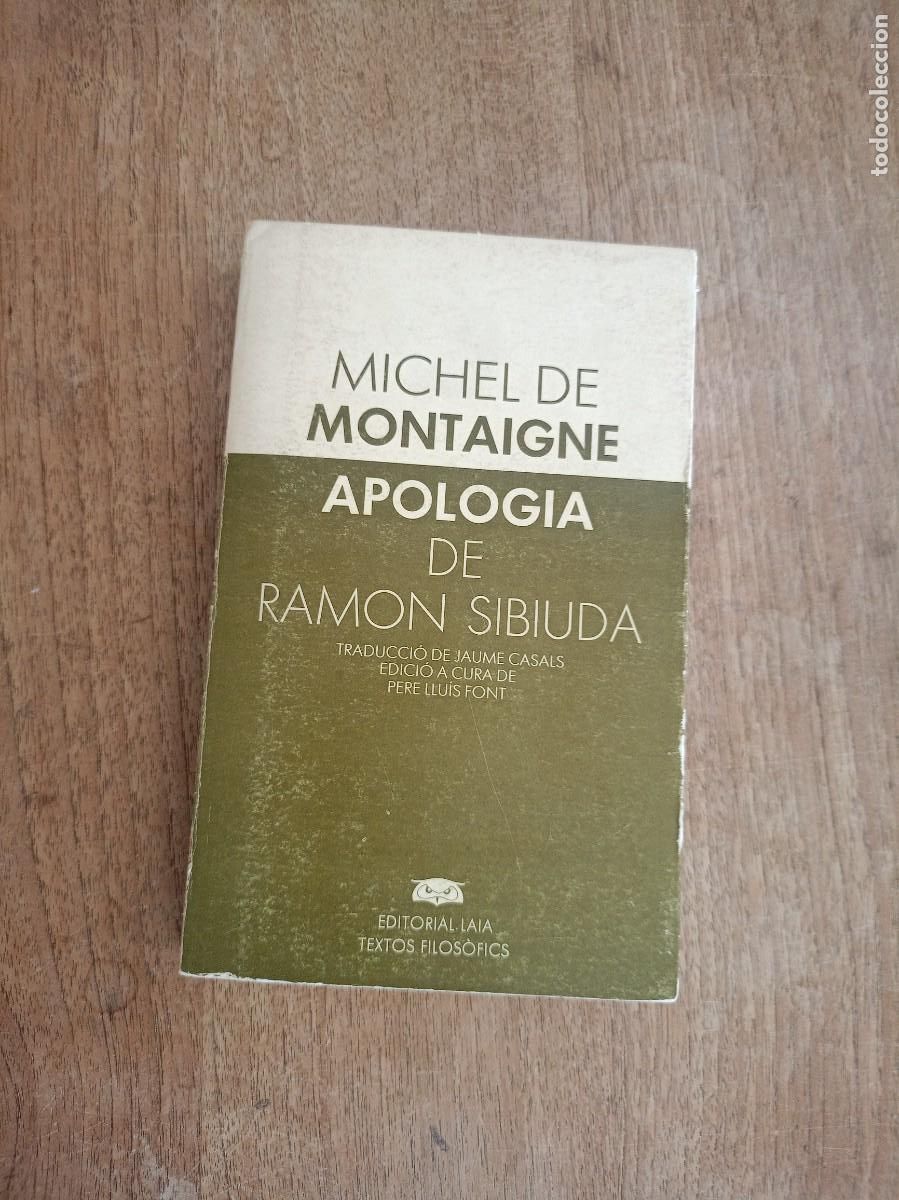 todocoleccion
MICHEL DE
MONTAIGNE
APOLOGIA
DE
RAMON SIBIUDA
TRADUCCIÓ DE JAUME CASALS
EDICIÓ A CURA DE
PERE LLUÍS FONT
EDITORIAL LAIA
TEXTOS FILOSÒFICS